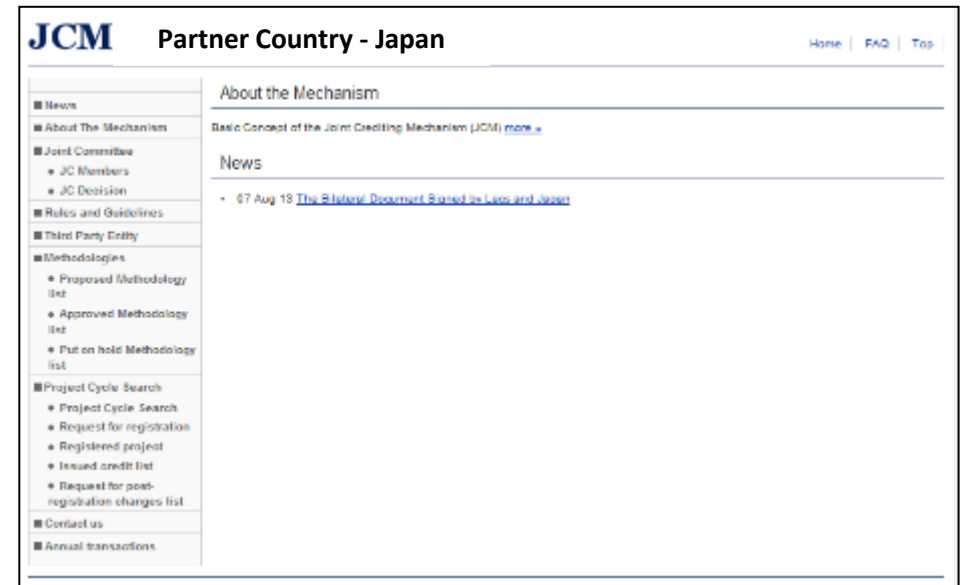 JCM Partner Country - Japan
Home | FAQ | Top |
■ News
■ About The Mechanism
■ Joint Committee
● JC Members
● JC Decision
■ Rules and Guidelines
■ Third Party Entity
■ Methodologies
● Proposed Methodology
list
● Approved Methodology
list
● Put on hold Methodology
list
■ Project Cycle Search
● Project Cycle Search
● Request for registration
● Registered project
● Issued credit list
● Request for post-
registration changes list
■ Contact us
■ Annual transactions
About the Mechanism
Basic Concept of the Joint Crediting Mechanism (JCM) more »
News
• 07 Aug 13 The Bilateral Document Signed by Laos and Japan